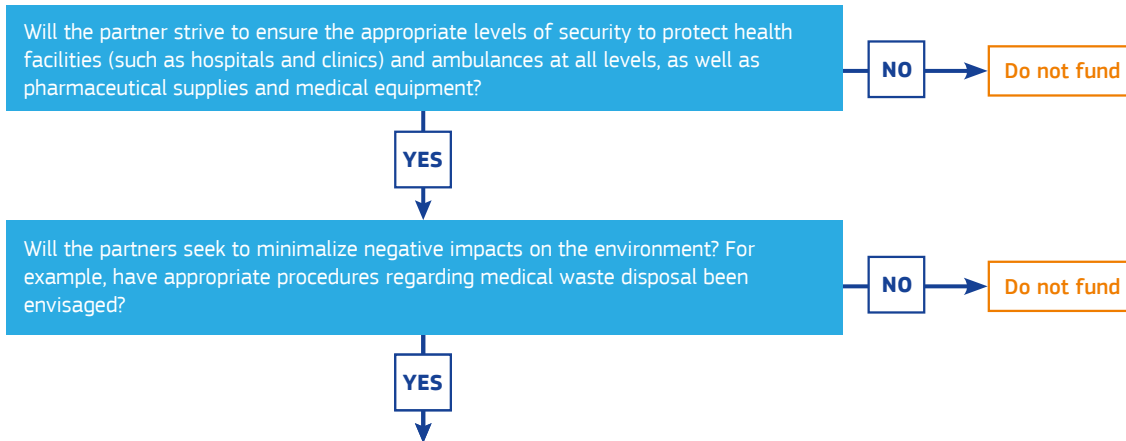 Will the partner strive to ensure the appropriate levels of security to protect health
facilities (such as hospitals and clinics) and ambulances at all levels, as well as
pharmaceutical supplies and medical equipment?
NO
Do not fund
YES
Will the partners seek to minimalize negative impacts on the environment? For
example, have appropriate procedures regarding medical waste disposal been
envisaged?
NO
Do not fund
YES